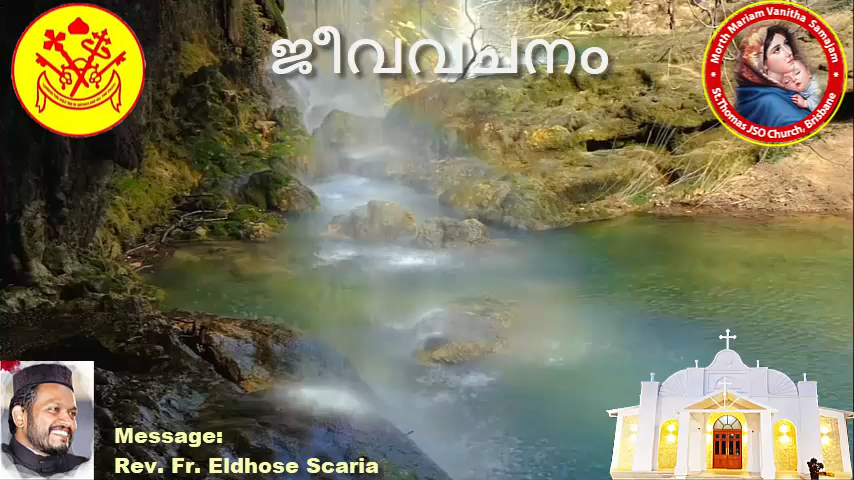 ജീവവചനം
Morth Mariam Vanitha Samajam
St.Thomas JSO Church, Brisbane
Message:
Rev. Fr. Eldhose Scaria